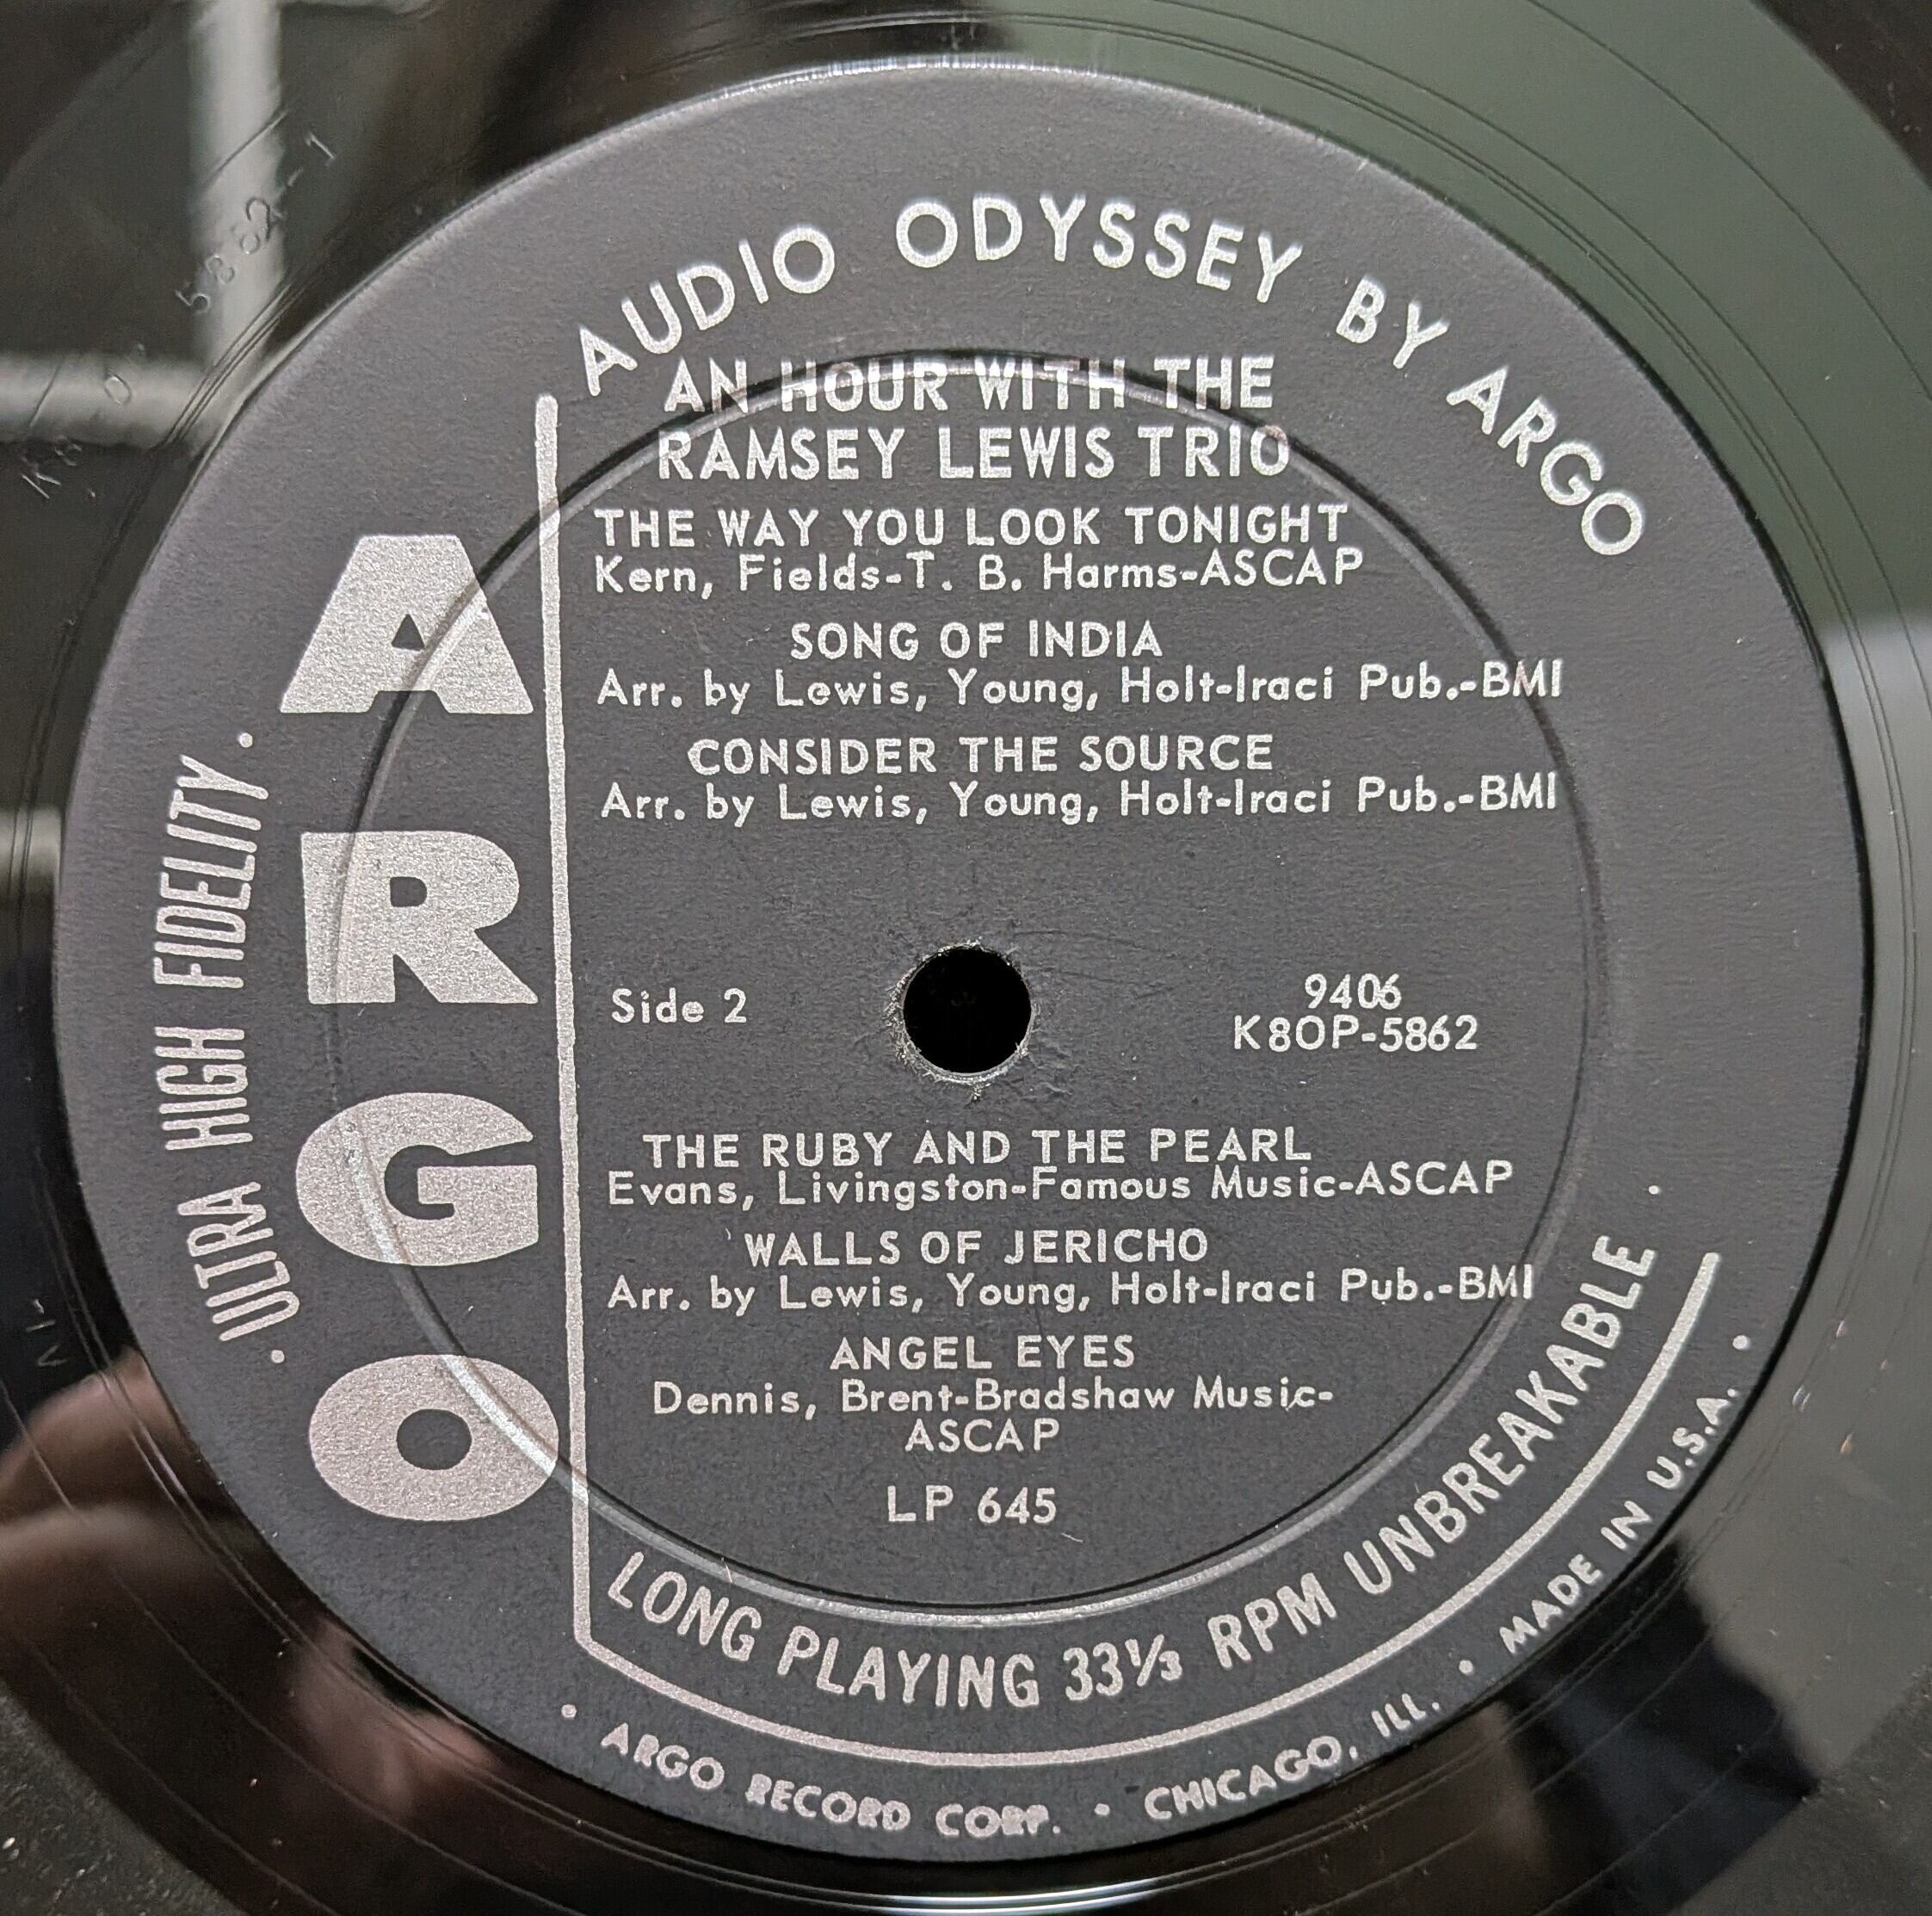 AUDIO ODYSSEY BY ARGO
AN HOUR WITH THE
RAMSEY LEWIS TRIO
THE WAY YOU LOOK TONIGHT
Kern, Fields-T. B. Harms-ASCAP
SONG OF INDIA
Arr. by Lewis, Young, Holt-Iraci Pub.-BMI
CONSIDER THE SOURCE
Arr. by Lewis, Young, Holt-Iraci Pub.-BMI
ARGO
ULTRA HIGH FIDELITY
Side 2
9406
K8OP-5862
THE RUBY AND THE PEARL
Evans, Livingston-Famous Music-ASCAP
WALLS OF JERICHO
Arr. by Lewis, Young, Holt-Iraci Pub.-BMI
ANGEL EYES
Dennis, Brent-Bradshaw Music-
ASCAP
LP 645
LONG PLAYING 33⅓ RPM UNBREAKABLE
• ARGO RECORD CORP. • CHICAGO, ILL. • MADE IN U.S.A. •
5862-1